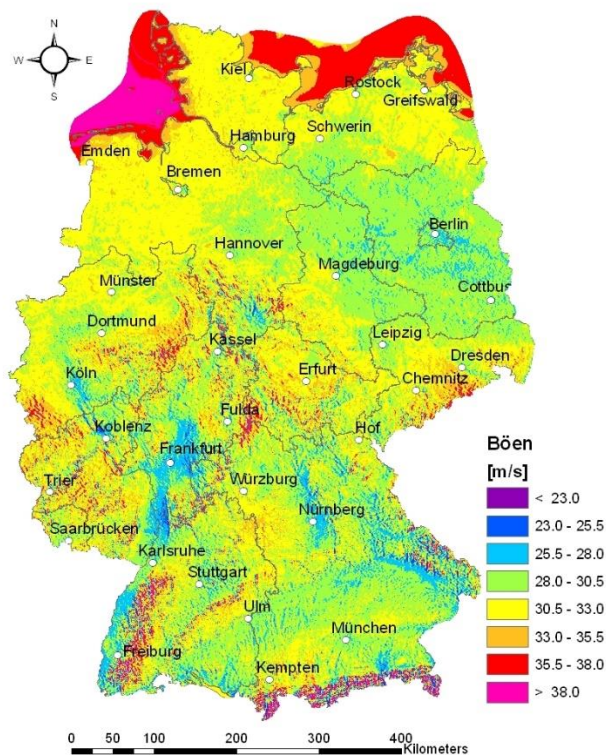 N
W E
S
Kiel
Rostock
Greifswald
Hamburg
Schwerin
Emden
Bremen
Berlin
Hannover
Magdeburg
Münster
Cottbus
Dortmund
Leipzig
Kassel
Dresden
Köln
Erfurt
Chemnitz
Fulda
Koblenz
Hof
Frankfurt
Trier
Würzburg
Nürnberg
Saarbrücken
Karlsruhe
Stuttgart
Ulm
München
Freiburg
Kempten
Böen
[m/s]
< 23.0
23.0 - 25.5
25.5 - 28.0
28.0 - 30.5
30.5 - 33.0
33.0 - 35.5
35.5 - 38.0
> 38.0
0 50 100 200 300 400
Kilometers